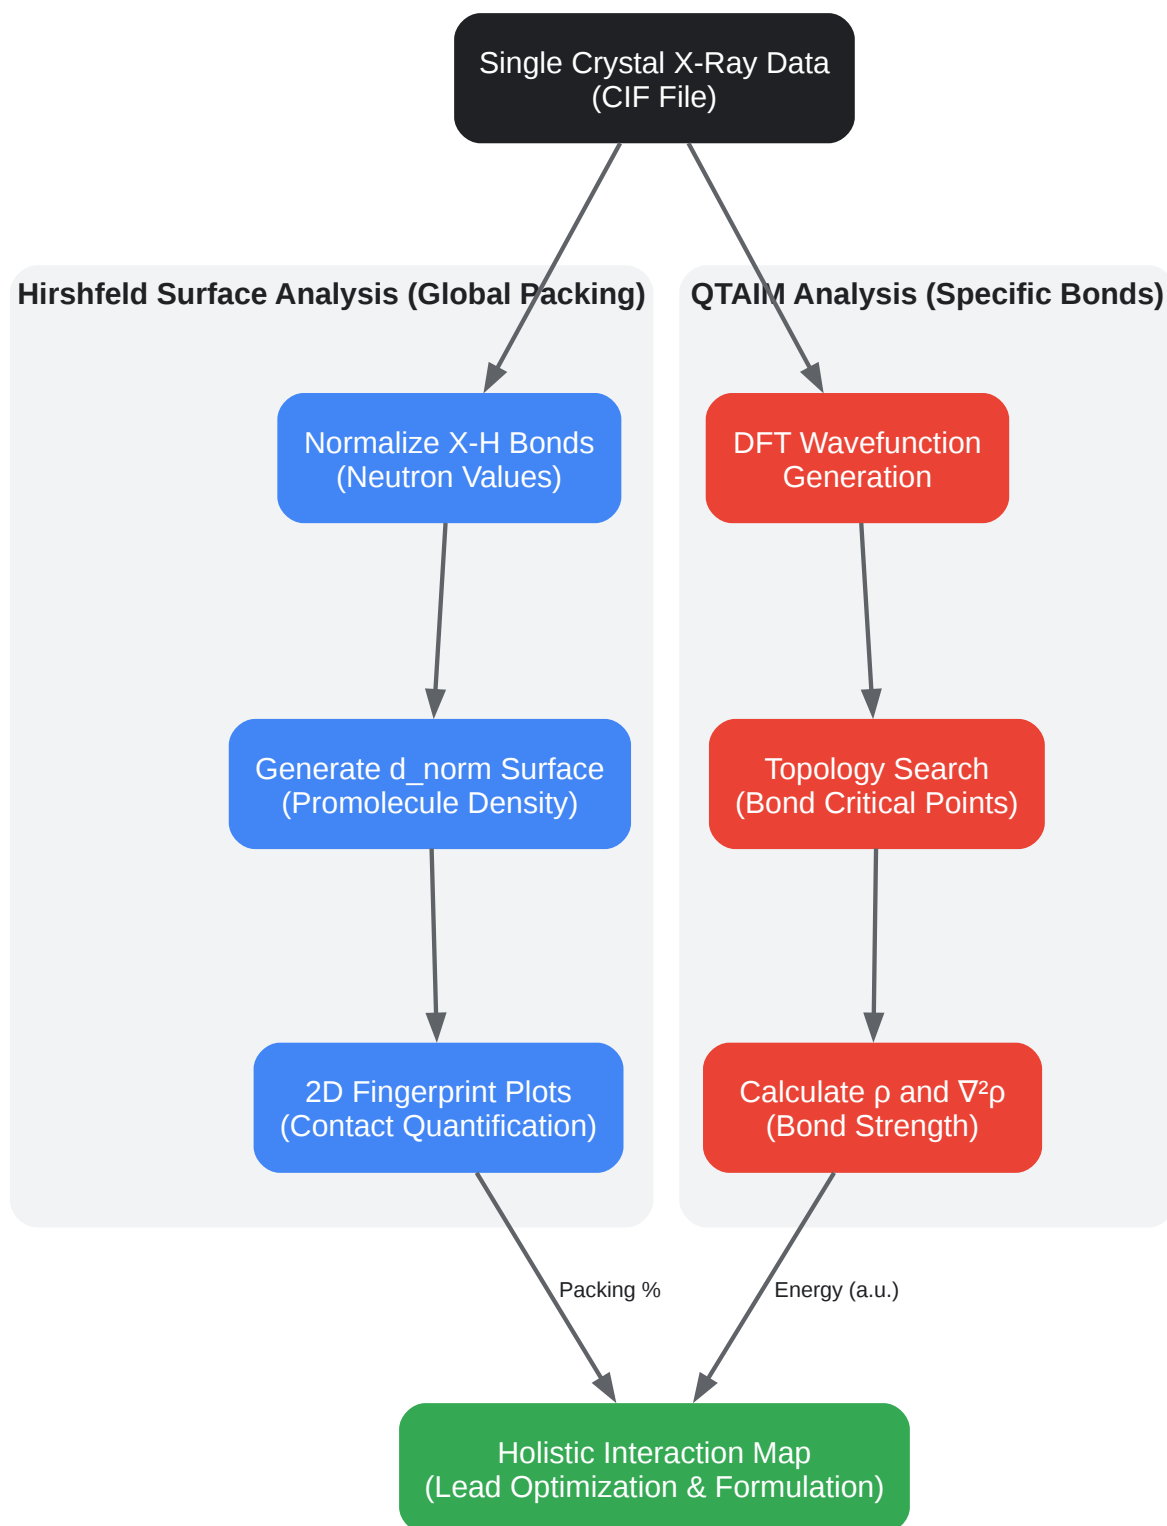 Single Crystal X-Ray Data
(CIF File)
Hirshfeld Surface Analysis (Global Packing)
QTAIM Analysis (Specific Bonds)
Normalize X-H Bonds
(Neutron Values)
DFT Wavefunction
Generation
Generate d_norm Surface
(Promolecule Density)
Topology Search
(Bond Critical Points)
2D Fingerprint Plots
(Contact Quantification)
Calculate ρ and ∇²ρ
(Bond Strength)
Packing %
Energy (a.u.)
Holistic Interaction Map
(Lead Optimization & Formulation)